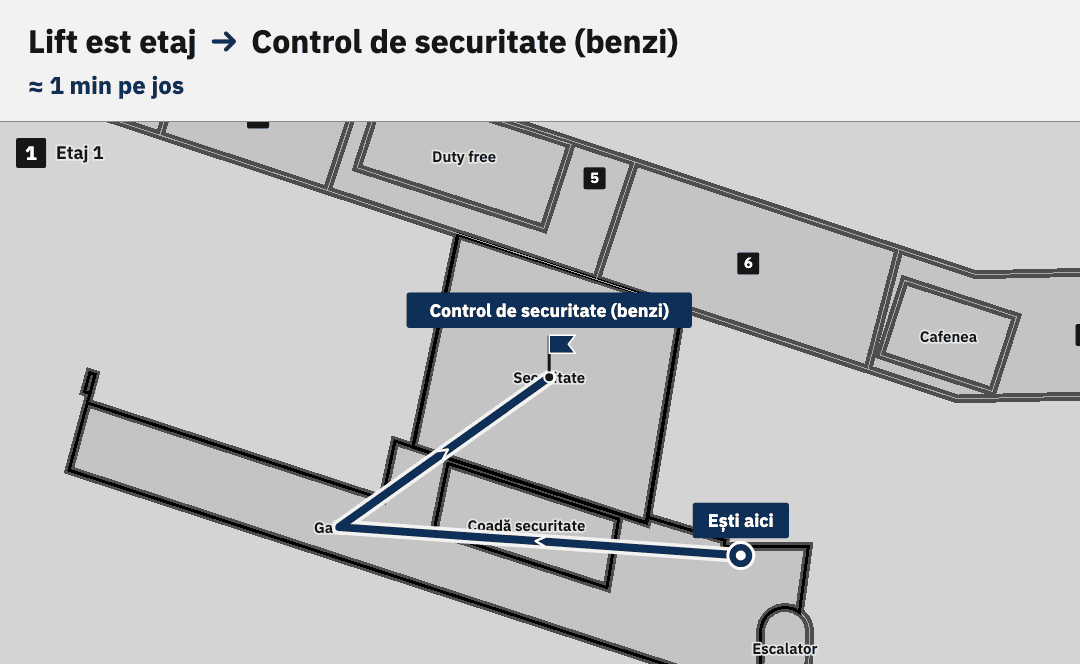 Lift est etaj → Control de securitate (benzi)
≈ 1 min pe jos
1 Etaj 1
Duty free
5
6
Control de securitate (benzi)
Cafenea
Ga
Coadă securitate
Ești aici
Escalator